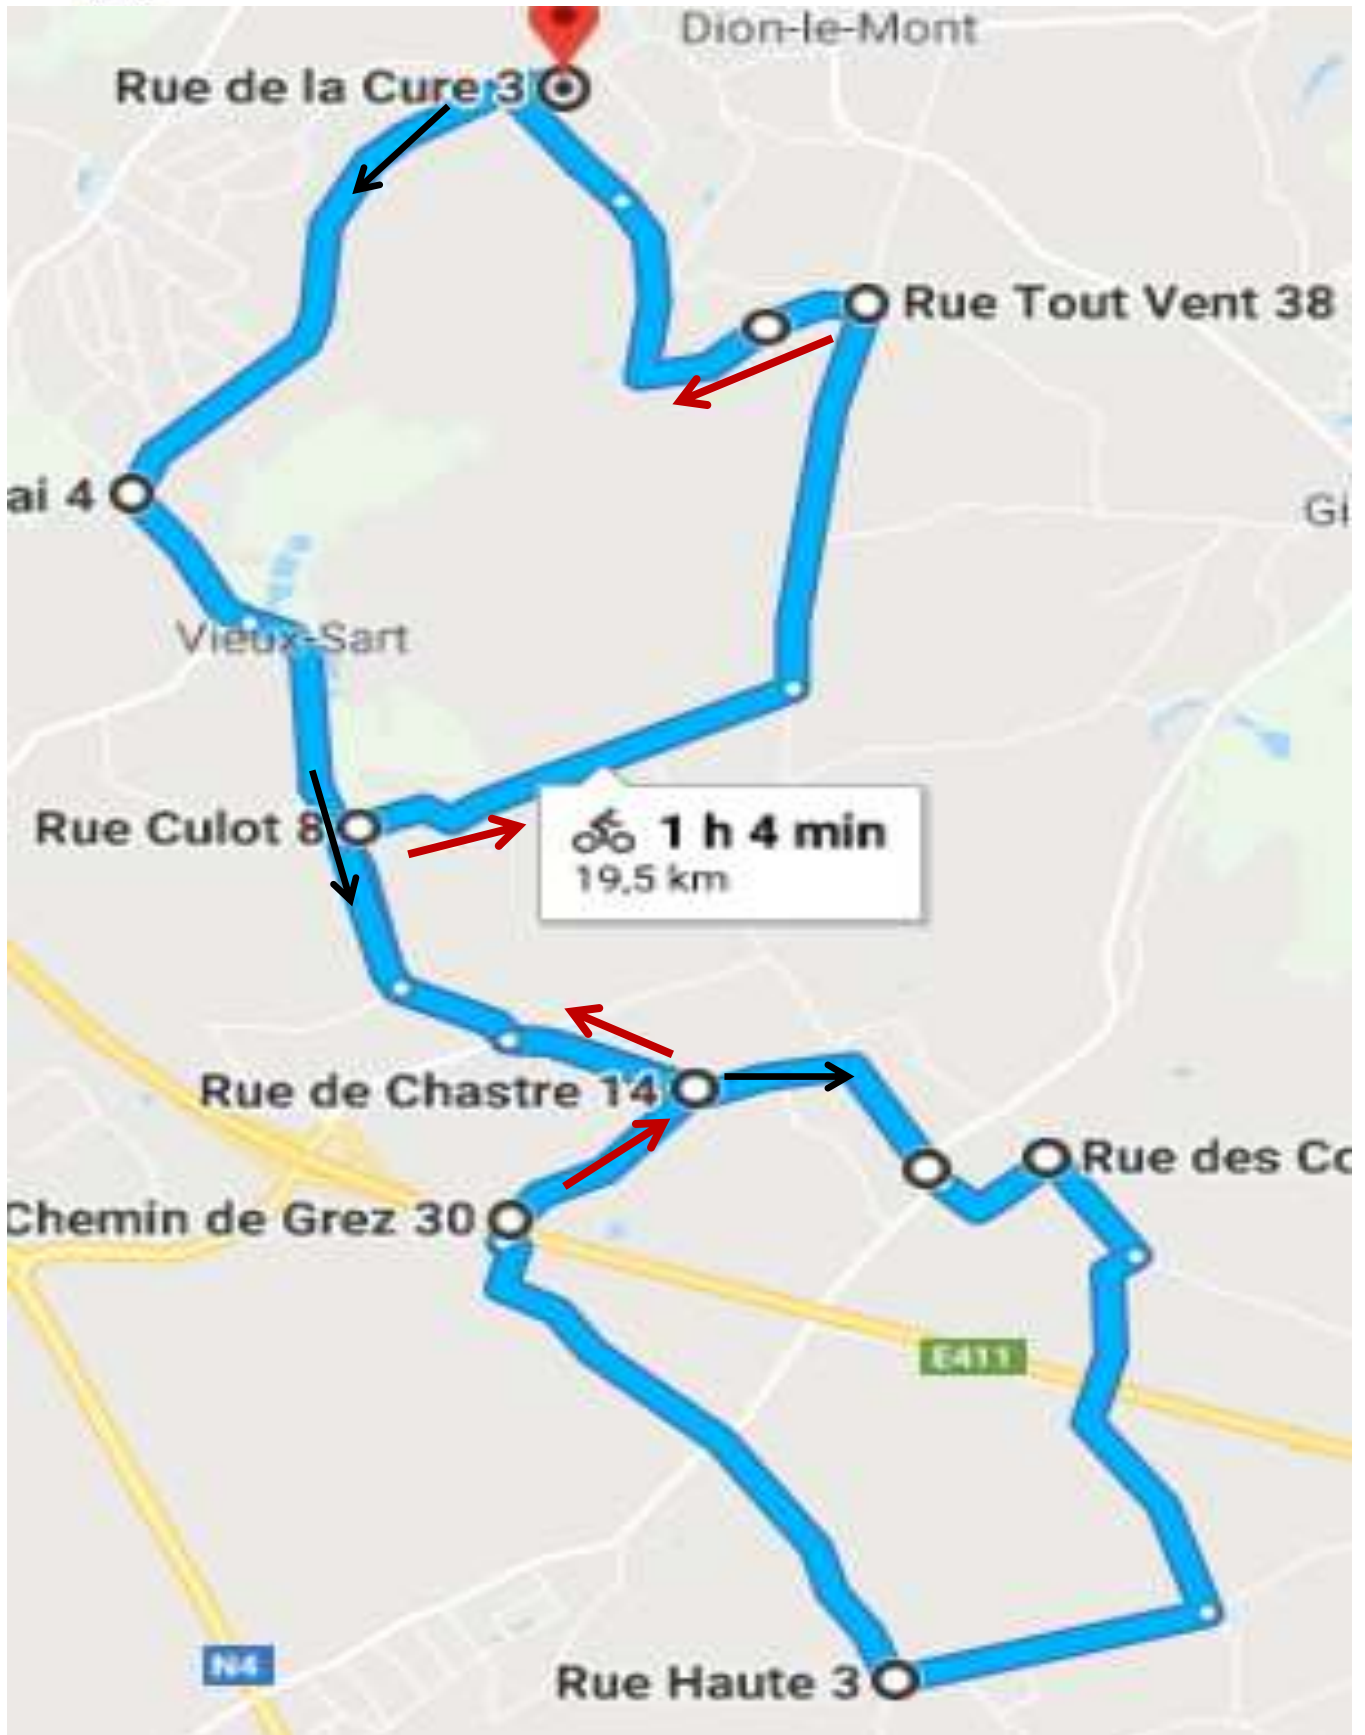 Dion-le-Mont
Rue de la Cure 3
Rue Tout Vent 38
ai 4
Gi
Vieux-Sart
Rue Culot 8
1 h 4 min
19,5 km
Rue de Chastre 14
Rue des Co
Chemin de Grez 30
E411
N4
Rue Haute 3